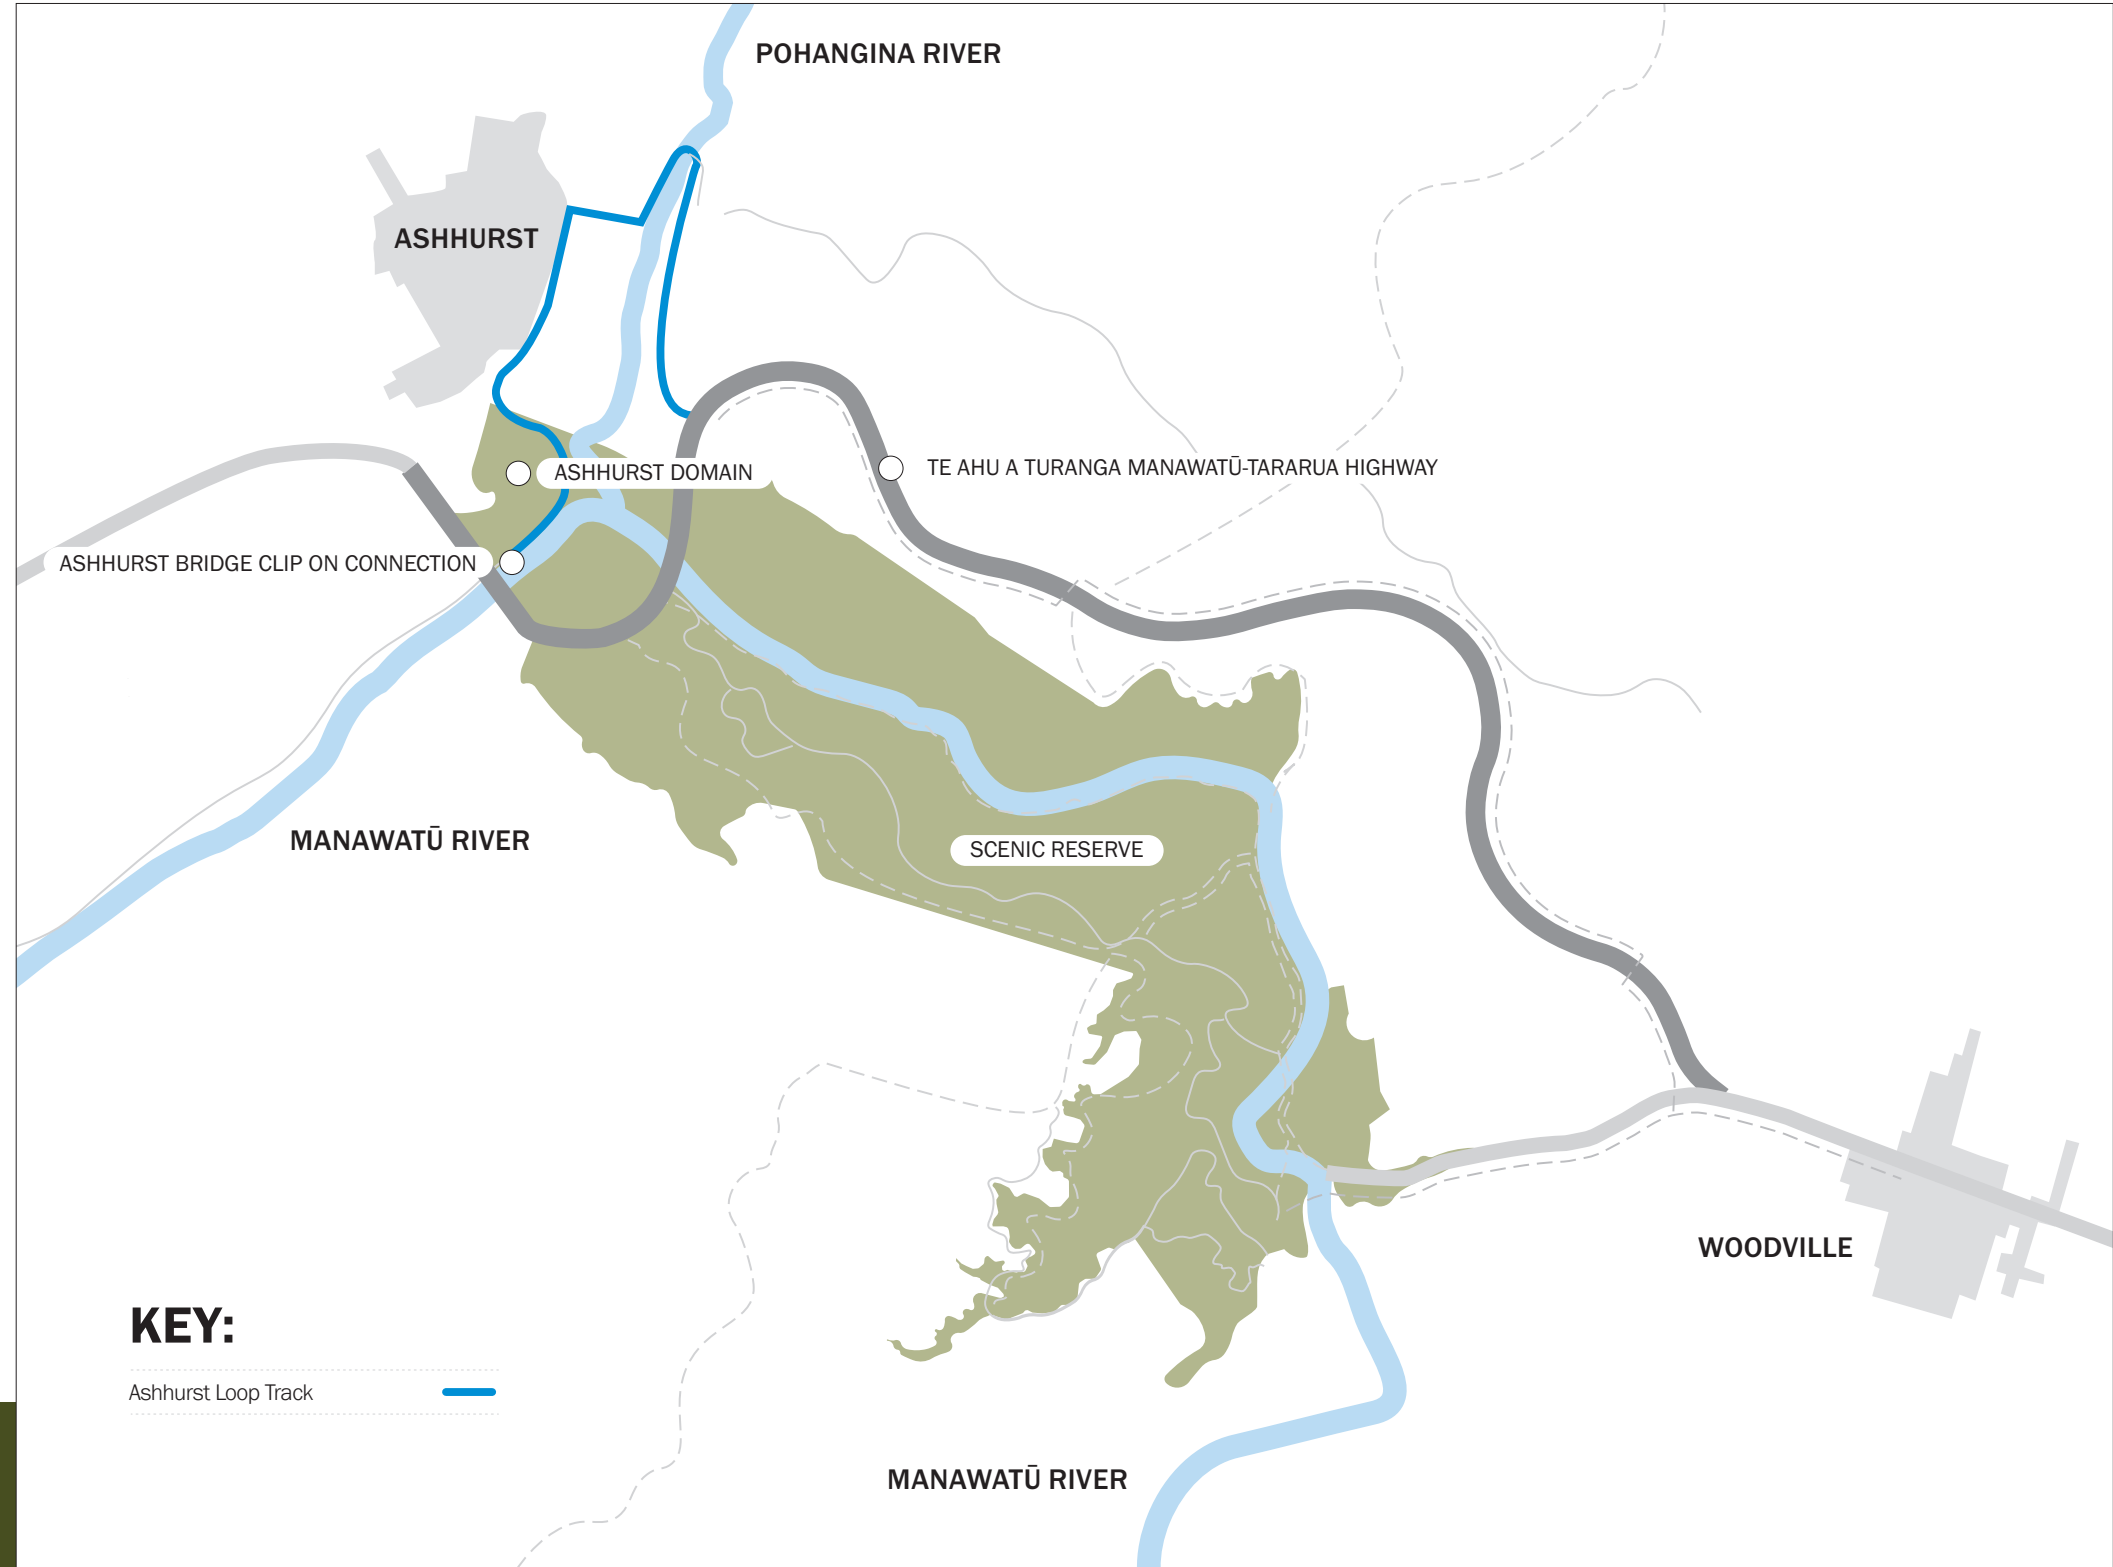 POHANGINA RIVER
ASHHURST
ASHHURST DOMAIN
TE AHU A TURANGA MANAWATŪ-TARARUA HIGHWAY
ASHHURST BRIDGE CLIP ON CONNECTION
MANAWATŪ RIVER
SCENIC RESERVE
WOODVILLE
KEY:
Ashhurst Loop Track
MANAWATŪ RIVER